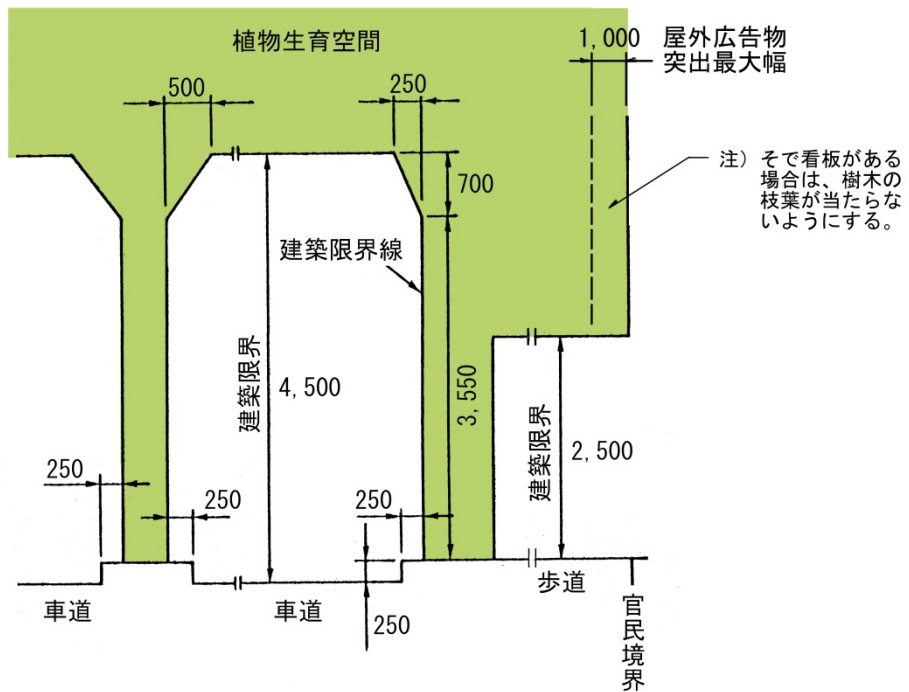 植物生育空間
1,000
屋外広告物
突出最大幅
500
250
700
注）そで看板がある
場合は、樹木の
枝葉が当たらな
いようにする。
建築限界線
建築限界
4,500
3,550
建築限界
2,500
250
250
250
車道
車道
250
歩道
官民境界